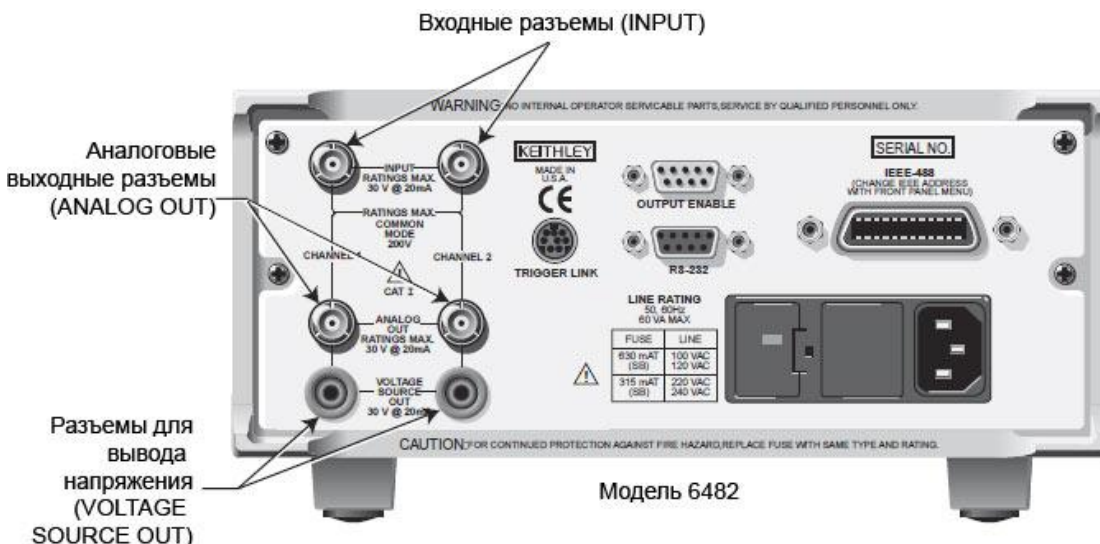 Входные разъемы (INPUT)
WARNING: NO INTERNAL OPERATOR SERVICABLE PARTS,SERVICE BY QUALIFIED PERSONNEL ONLY.
Аналоговые
выходные разъемы
(ANALOG OUT)
INPUT
RATINGS MAX.
30 V @ 20mA
RATINGS MAX.
COMMON
MODE
200V
CHANNEL 1
CHANNEL 2
CAT I
ANALOG
OUT
RATINGS MAX.
30 V @ 20mA
VOLTAGE
SOURCE
OUT
30 V @ 20mA
KEITHLEY
MADE IN
U.S.A.
CE
TRIGGER LINK
OUTPUT ENABLE
RS-232
SERIAL NO.
IEEE-488
(CHANGE IEEE ADDRESS
WITH FRONT PANEL MENU)
LINE RATING
50, 60Hz
60 VA MAX
FUSE LINE
630 mAT 100 VAC
(SB) 120 VAC
315 mAT 220 VAC
(SB) 240 VAC
CAUTION:FOR CONTINUED PROTECTION AGAINST FIRE HAZARD,REPLACE FUSE WITH SAME TYPE AND RATING.
Разъемы для
вывода
напряжения
(VOLTAGE
SOURCE OUT)
Модель 6482